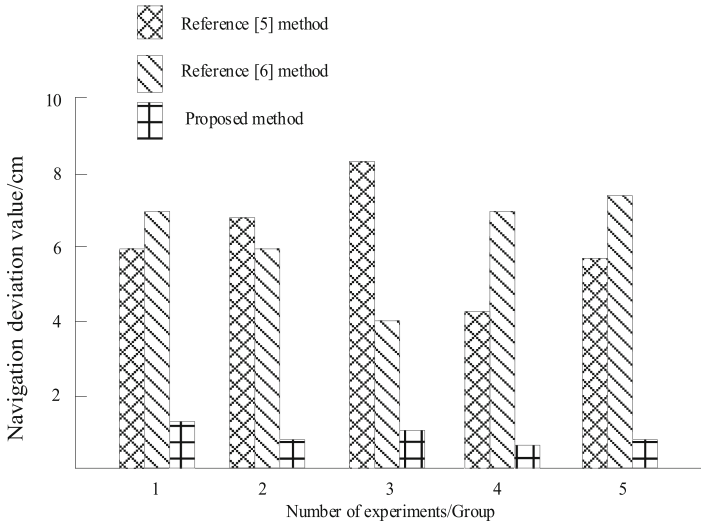 Reference [5] method
Reference [6] method
Proposed method
Navigation deviation value/cm
10
8
6
4
2
1 2 3 4 5
Number of experiments/Group